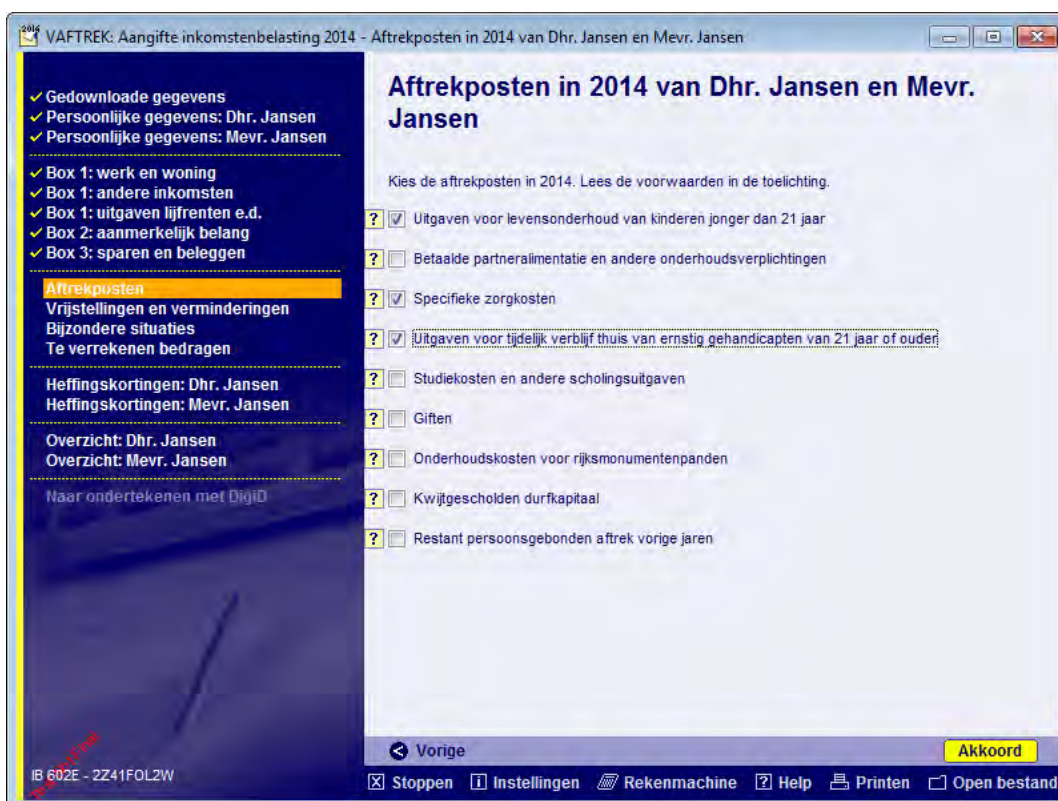 2014
VAFTREK: Aangifte inkomstenbelasting 2014 - Aftrekposten in 2014 van Dhr. Jansen en Mevr. Jansen
Gedownloade gegevens
Persoonlijke gegevens: Dhr. Jansen
Persoonlijke gegevens: Mevr. Jansen
Box 1: werk en woning
Box 1: andere inkomsten
Box 1: uitgaven lijfrenten e.d.
Box 2: aanmerkelijk belang
Box 3: sparen en beleggen
Aftrekposten
Vrijstellingen en verminderingen
Bijzondere situaties
Te verrekenen bedragen
Heffingskortingen: Dhr. Jansen
Heffingskortingen: Mevr. Jansen
Overzicht: Dhr. Jansen
Overzicht: Mevr. Jansen
Naar ondertekenen met DigiD
IB 602E - 2Z41FOL2W
Aftrekposten in 2014 van Dhr. Jansen en Mevr.
Jansen
Kies de aftrekposten in 2014. Lees de voorwaarden in de toelichting.
? Uitgaven voor levensonderhoud van kinderen jonger dan 21 jaar
? Betaalde partneralimentatie en andere onderhoudsverplichtingen
? Specifieke zorgkosten
? Uitgaven voor tijdelijk verblijf thuis van ernstig gehandicapten van 21 jaar of ouder
? Studiekosten en andere scholingsuitgaven
? Giften
? Onderhoudskosten voor rijksmonumentenpanden
? Kwijtgescholden durfkapitaal
? Restant persoonsgebonden aftrek vorige jaren
Vorige Akkoord
Stoppen Instellingen Rekenmachine ? Help Printen Open bestand